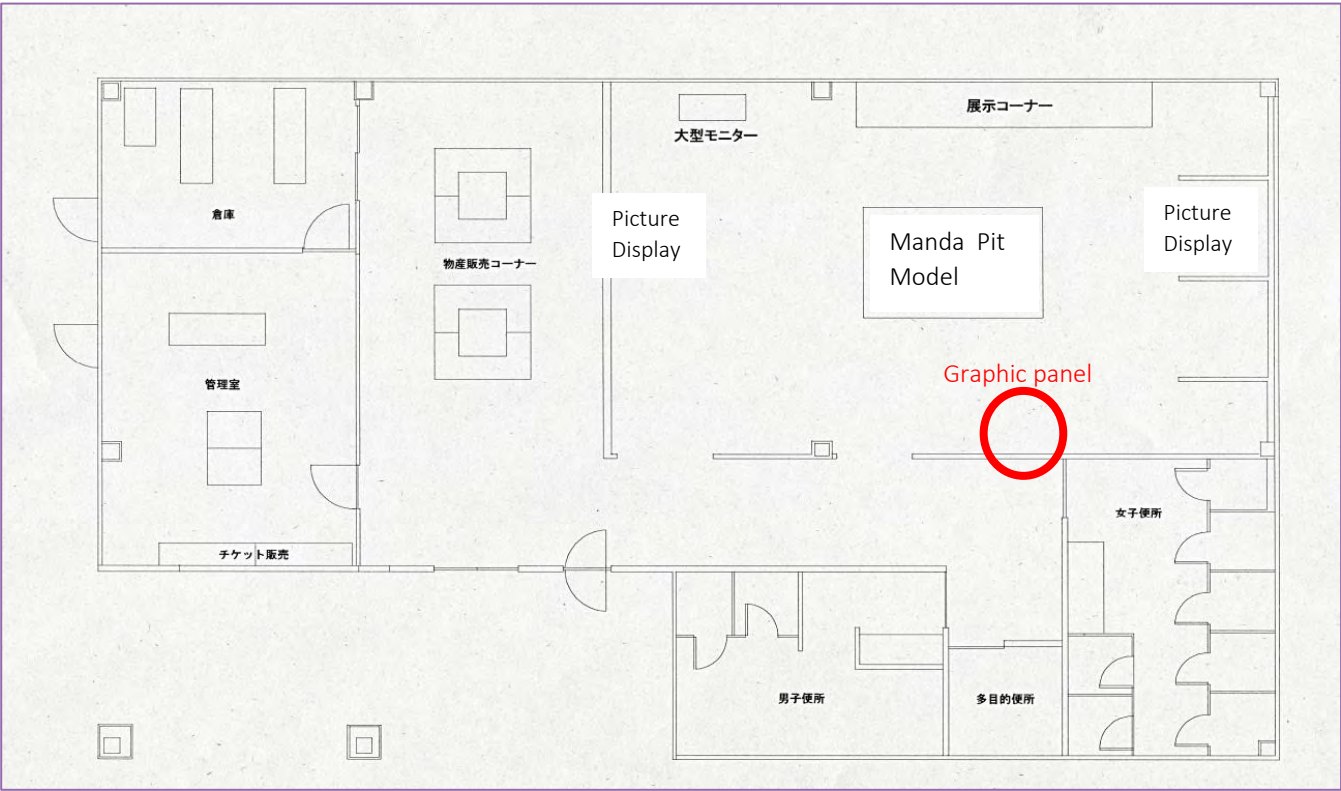 展示コーナー
大型モニター
倉庫
Picture
Display
Picture
Display
Manda Pit
Model
物産販売コーナー
Graphic panel
管理室
女子便所
チケット販売
男子便所
多目的便所